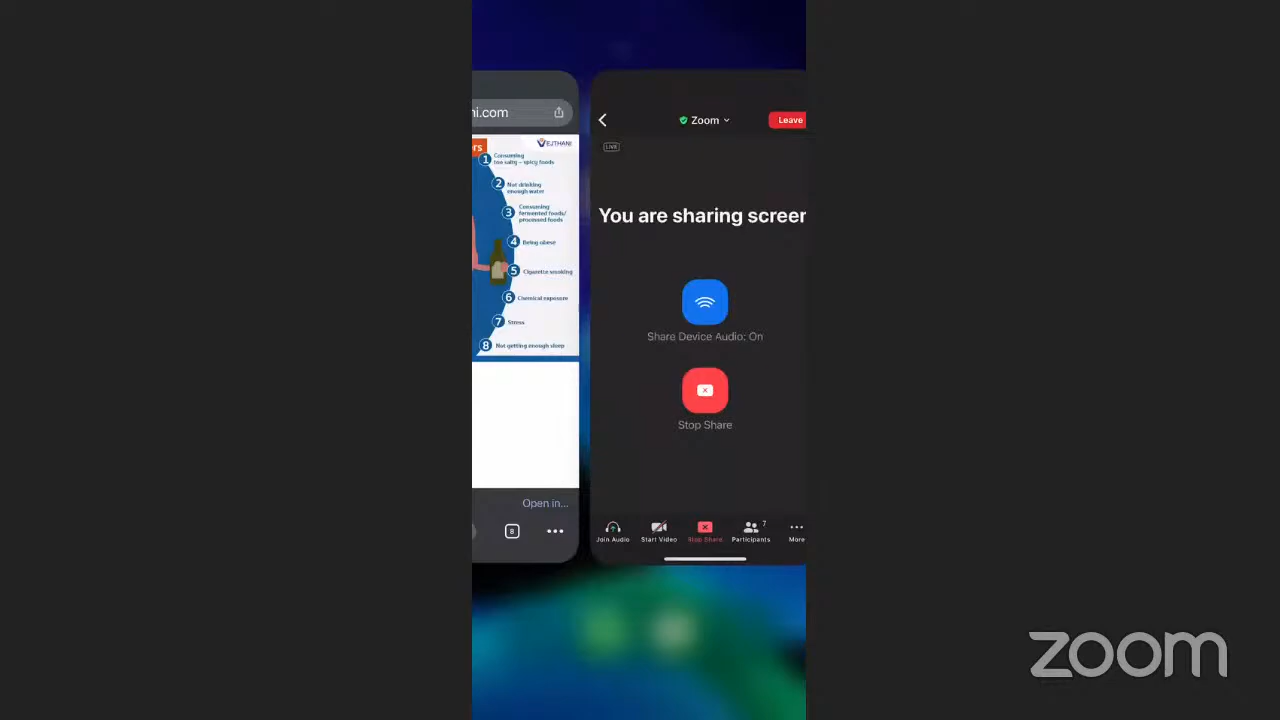 ni.com
rs
VEJTHANI
1 Consuming
too salty – spicy foods
2 Not drinking
enough water
3 Consuming
fermented foods/
processed foods
4 Being obese
5 Cigarette smoking
6 Chemical exposure
7 Stress
8 Not getting enough sleep
Open in...
8
Zoom
Leave
LIVE
You are sharing screen
Share Device Audio: On
Stop Share
Join Audio
Start Video
Stop Share
Participants 7
More
zoom